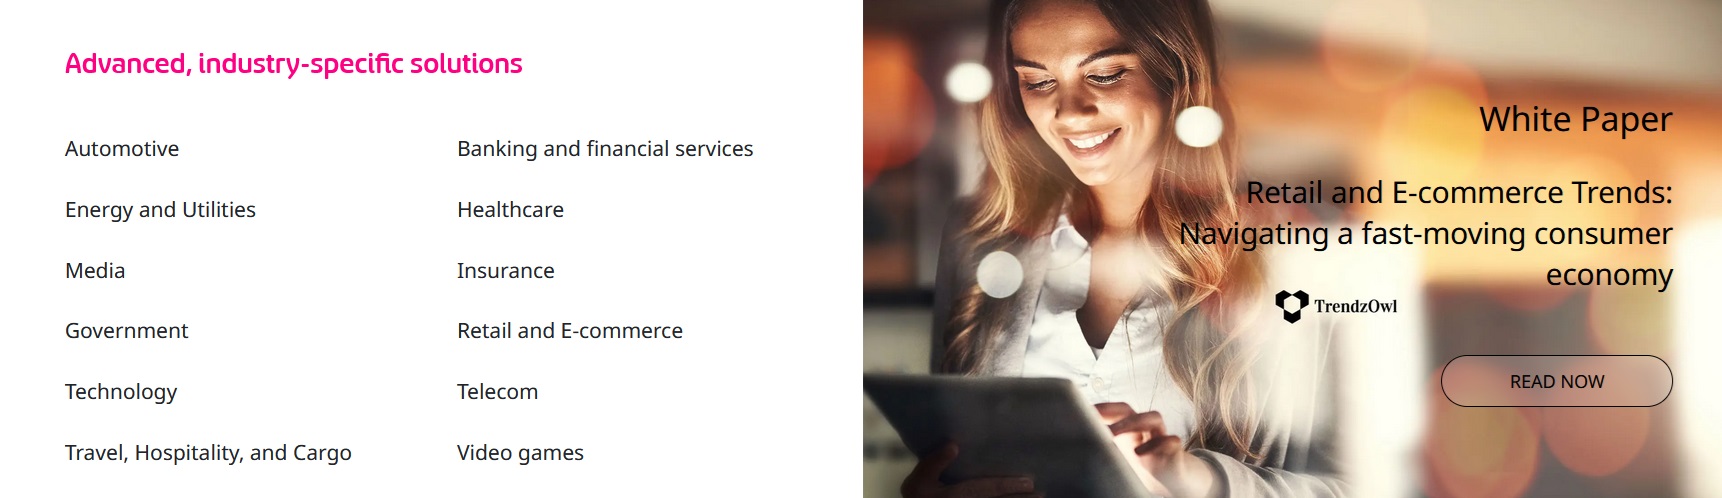 Advanced, industry-specific solutions
Automotive
Banking and financial services
Energy and Utilities
Healthcare
Media
Insurance
Government
Retail and E-commerce
Technology
Telecom
Travel, Hospitality, and Cargo
Video games
White Paper
Retail and E-commerce Trends:
Navigating a fast-moving consumer
economy
TrendzOwl
READ NOW